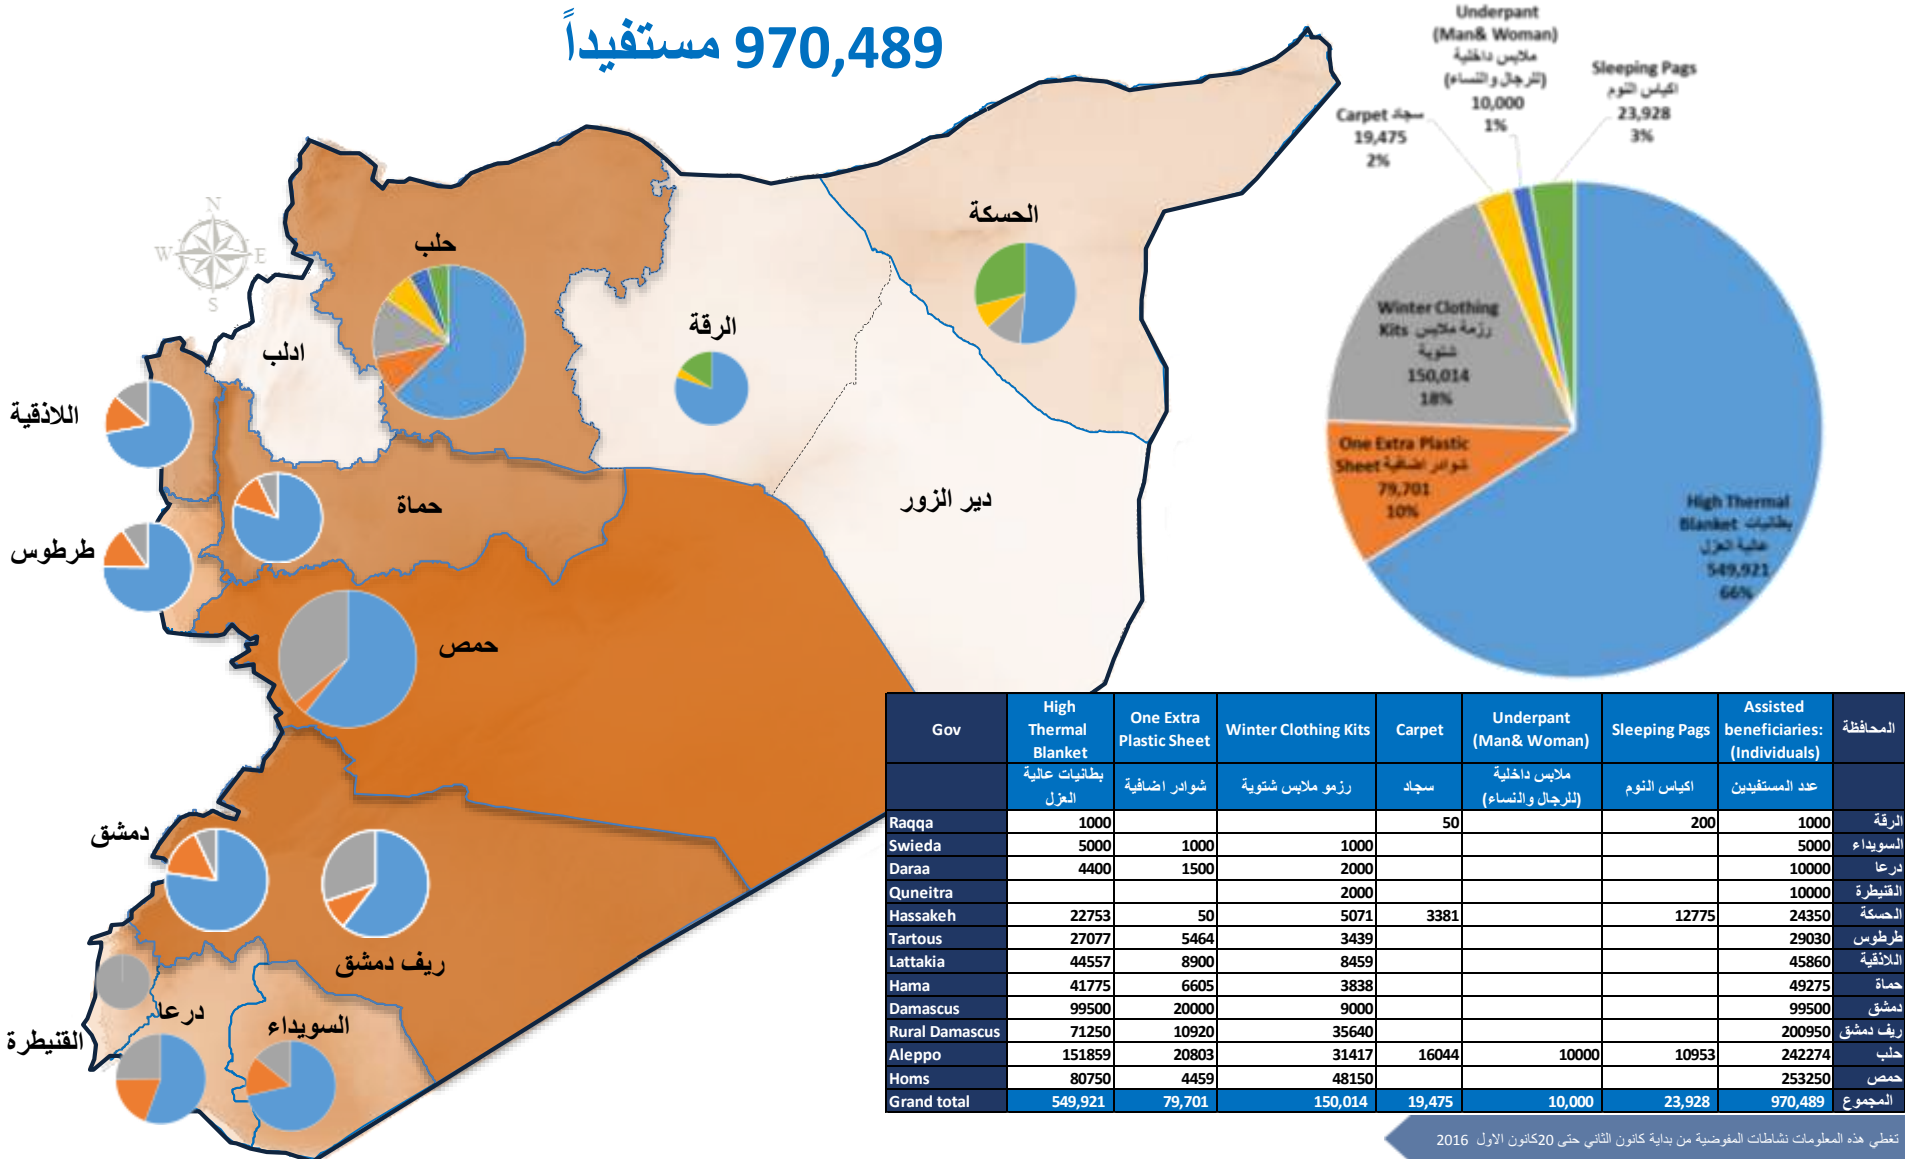 970,489 مستفيداً
N
W
E
S
حلب
الحسكة
الرقة
ادلب
اللاذقية
حماة
دير الزور
طرطوس
حمص
دمشق
ريف دمشق
درعا
السويداء
القنيطرة
Underpant
(Man& Woman)
ملابس داخلية
(للرجال والنساء)
10,000
1%
Sleeping Pags
اكياس النوم
23,928
3%
Carpet سجاد
19,475
2%
Winter Clothing
Kits رزمة ملابس
شتوية
150,014
18%
One Extra Plastic
Sheet شوادر اضافية
79,701
10%
High Thermal
Blanket بطانيات
عالية العزل
549,921
66%
Gov High Thermal Blanket One Extra Plastic Sheet Winter Clothing Kits Carpet Underpant (Man& Woman) Sleeping Pags Assisted beneficiaries: (Individuals) المحافظة
بطانيات عالية العزل شوادر اضافية رزمو ملابس شتوية سجاد ملابس داخلية (للرجال والنساء) اكياس النوم عدد المستفيدين
Raqqa 1000 50 200 1000 الرقة
Swieda 5000 1000 1000 5000 السويداء
Daraa 4400 1500 2000 10000 درعا
Quneitra 2000 10000 القنيطرة
Hassakeh 22753 50 5071 3381 12775 24350 الحسكة
Tartous 27077 5464 3439 29030 طرطوس
Lattakia 44557 8900 8459 45860 اللاذقية
Hama 41775 6605 3838 49275 حماة
Damascus 99500 20000 9000 99500 دمشق
Rural Damascus 71250 10920 35640 200950 ريف دمشق
Aleppo 151859 20803 31417 16044 10000 10953 242274 حلب
Homs 80750 4459 48150 253250 حمص
Grand total 549,921 79,701 150,014 19,475 10,000 23,928 970,489 المجموع
تغطي هذه المعلومات نشاطات المفوضية من بداية كانون الثاني حتى 20كانون الاول 2016